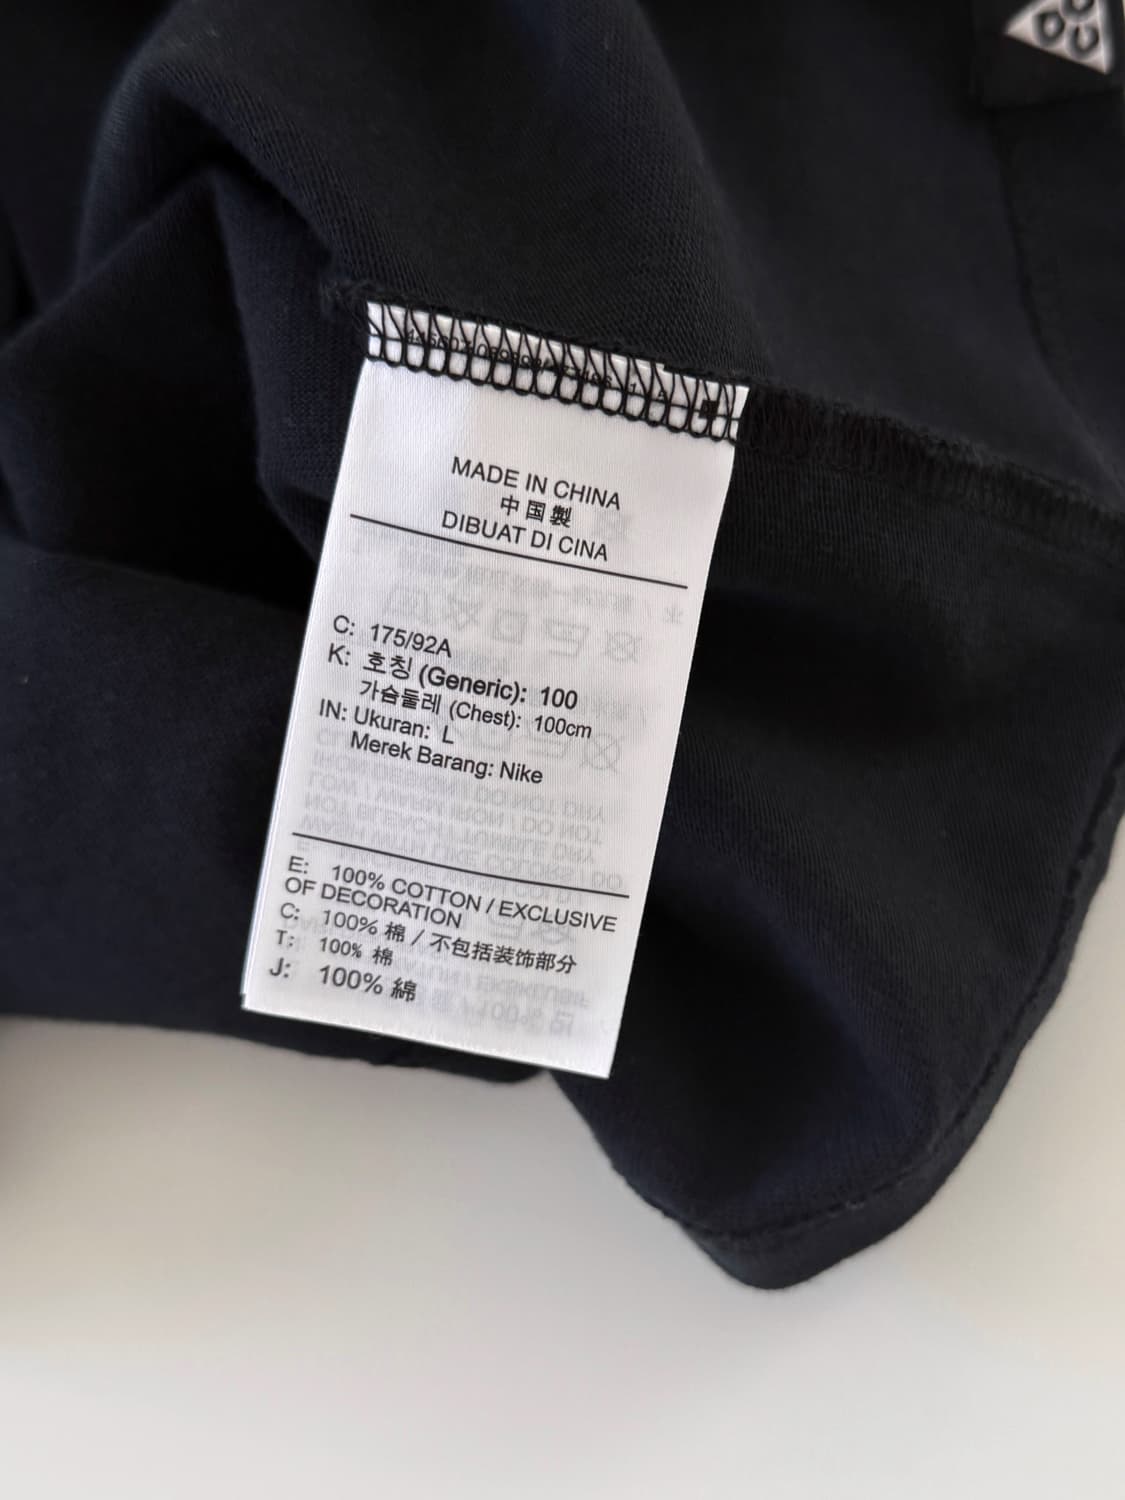 MADE IN CHINA
中国製
DIBUAT DI CINA
C: 175/92A
K: 호칭 (Generic): 100
가슴둘레 (Chest): 100cm
IN: Ukuran: L
Merek Barang: Nike
E: 100% COTTON / EXCLUSIVE
OF DECORATION
C: 100% 棉 / 不包括装饰部分
T: 100% 棉
J: 100% 綿